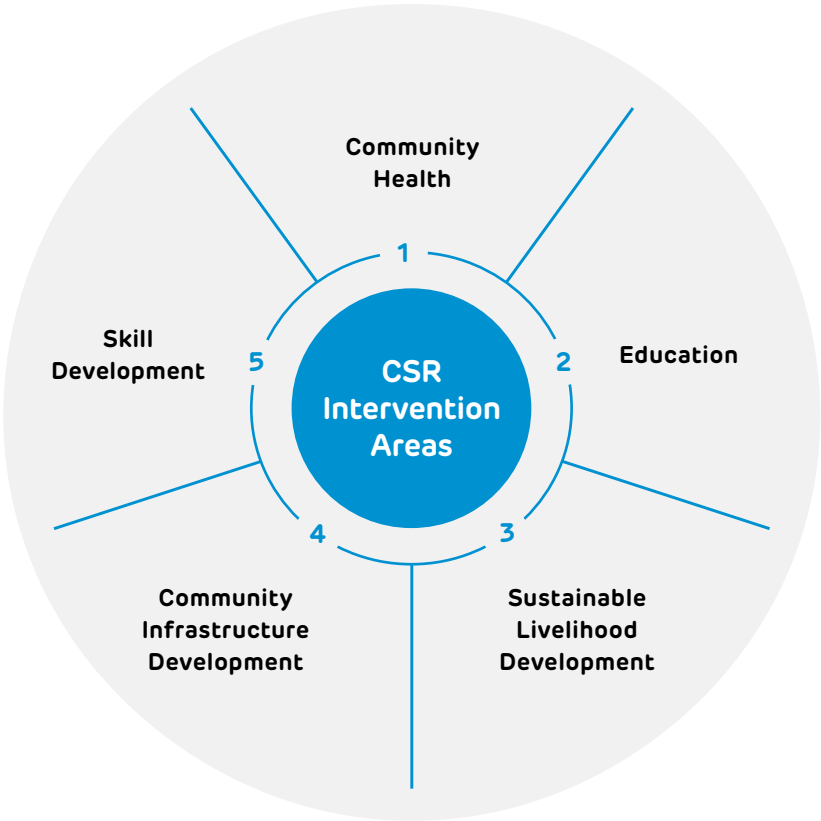 Community
Health
1
Skill
Development
5
CSR
Intervention
Areas
2
Education
4
3
Community
Infrastructure
Development
Sustainable
Livelihood
Development